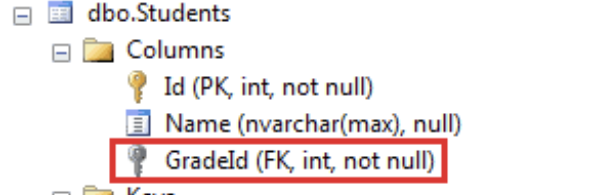 dbo.Students
Columns
Id (PK, int, not null)
Name (nvarchar(max), null)
GradeId (FK, int, not null)